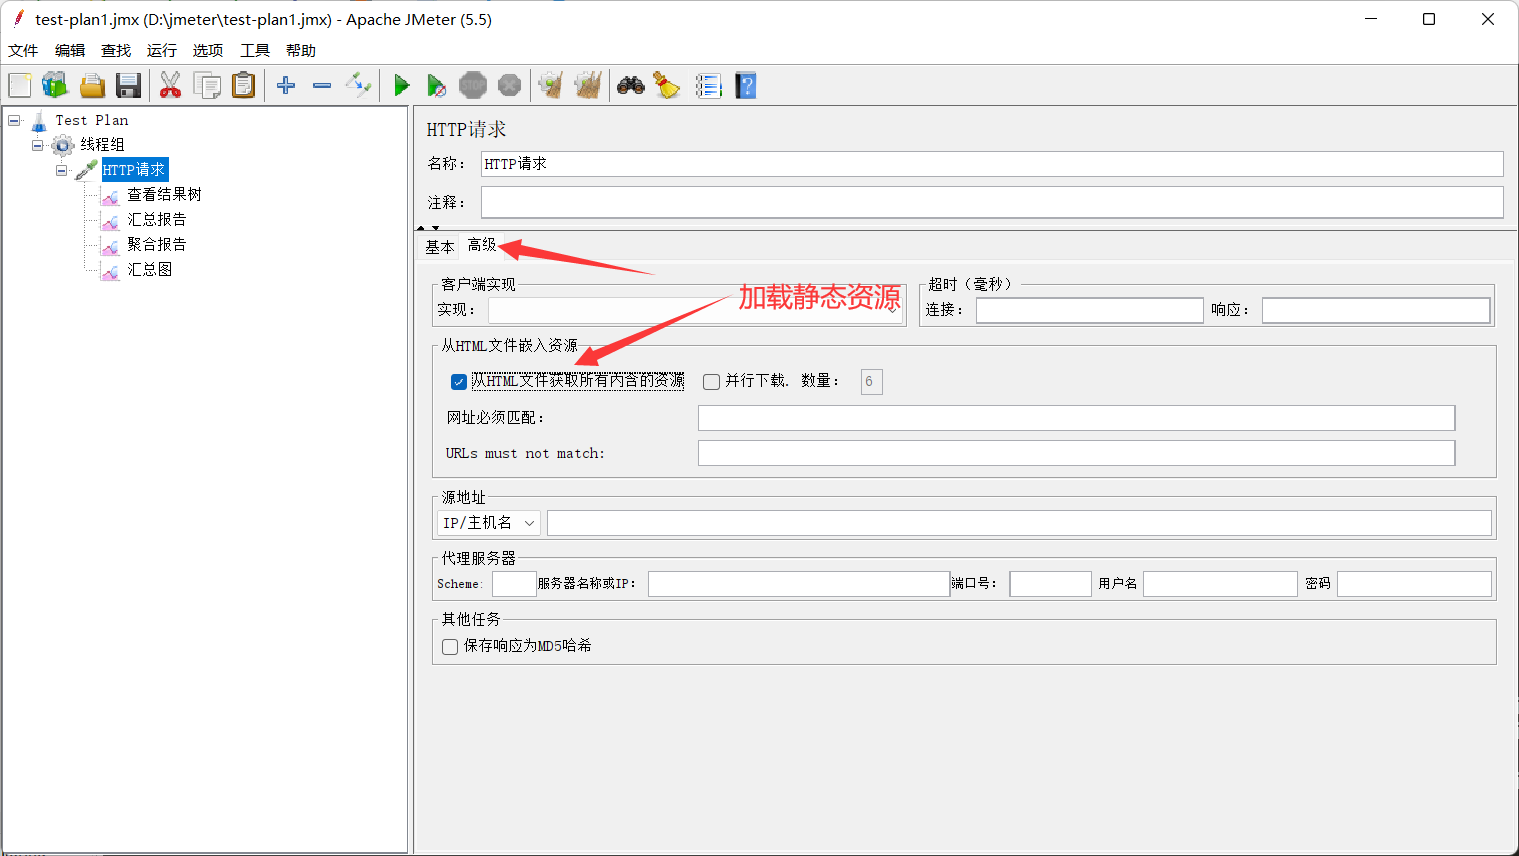 test-plan1.jmx (D:\jmeter\test-plan1.jmx) - Apache JMeter (5.5)
文件 编辑 查找 运行 选项 工具 帮助
STOP
Test Plan
线程组
HTTP请求
查看结果树
汇总报告
聚合报告
汇总图
HTTP请求
名称： HTTP请求
注释：
基本 高级
加载静态资源
客户端实现
实现：
超时（毫秒）
连接： 响应：
从HTML文件嵌入资源
从HTML文件获取所有内含的资源 并行下载. 数量： 6
网址必须匹配：
URLs must not match:
源地址
IP/主机名
代理服务器
Scheme: 服务器名称或IP： 端口号： 用户名 密码
其他任务
保存响应为MD5哈希